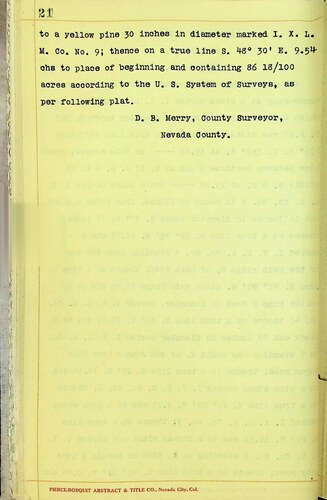 21
to a yellow pine 30 inches in diameter marked I. X. L.
M. Co. No. 9; thence on a true line S. 48° 30' E. 9.54
chs to place of beginning and containing 86 18/100
acres according to the U. S. System of Surveys, as
per following plat.
D. B. Merry, County Surveyor,
Nevada County.
PIERCE-BOSQUIT ABSTRACT & TITLE CO., Nevada City, Cal.